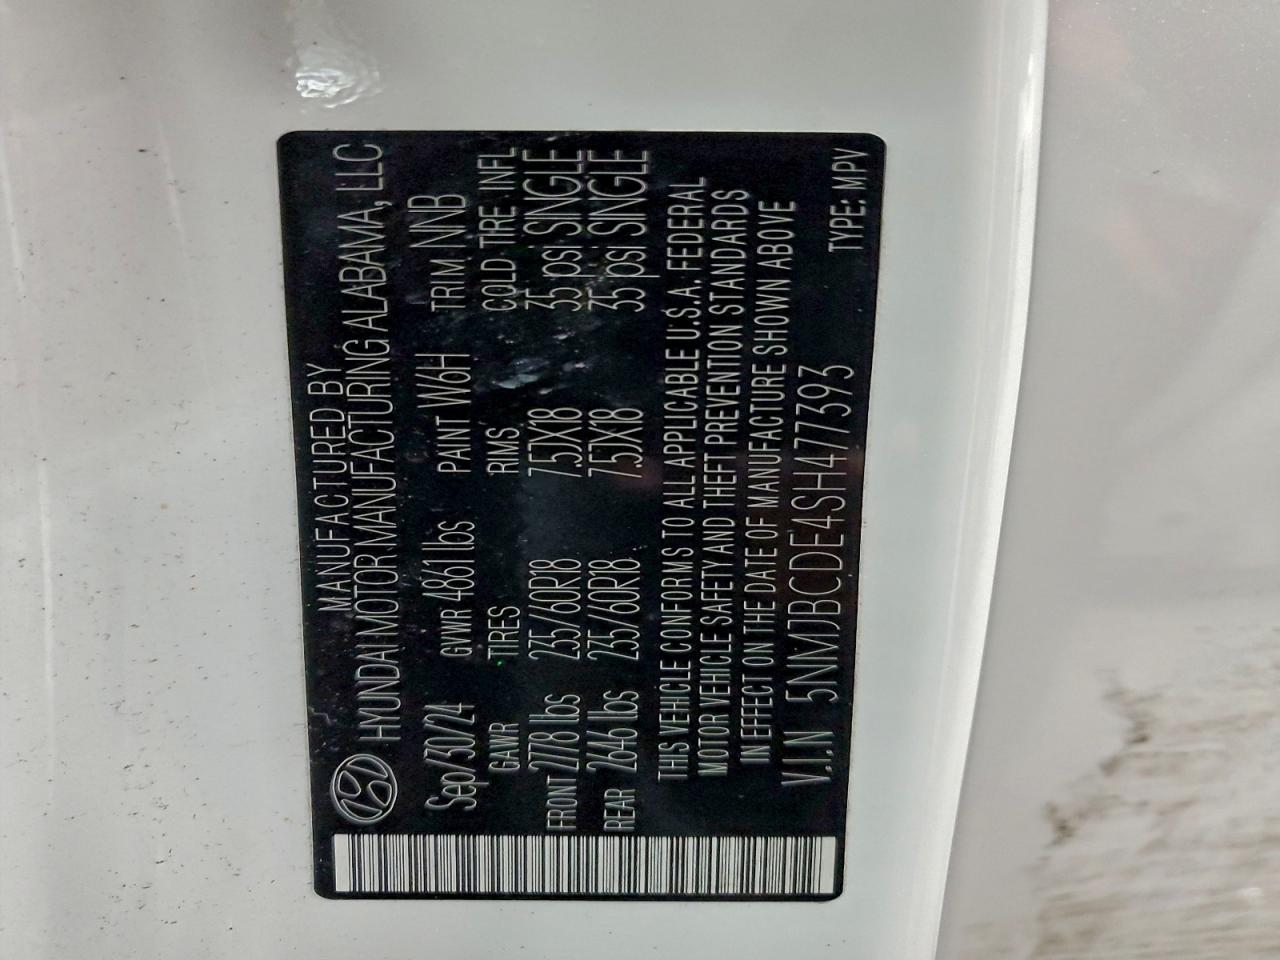 MANUFACTURED BY
HYUNDAI MOTOR MANUFACTURING ALABAMA, LLC
Sep/30/24 GVWR 4861 lbs PAINT W6H TRIM NNB
GAWR TIRES RIMS COLD TIRE INFL
FRONT 2778 lbs 235/60R18 7.5JX18 35 psi SINGLE
REAR 2646 lbs 235/60R18 7.5JX18 35 psi SINGLE
THIS VEHICLE CONFORMS TO ALL APPLICABLE U.S.A. FEDERAL
MOTOR VEHICLE SAFETY AND THEFT PREVENTION STANDARDS
IN EFFECT ON THE DATE OF MANUFACTURE SHOWN ABOVE
V.I.N 5NMJBCDE4SH477393
TYPE: MPV